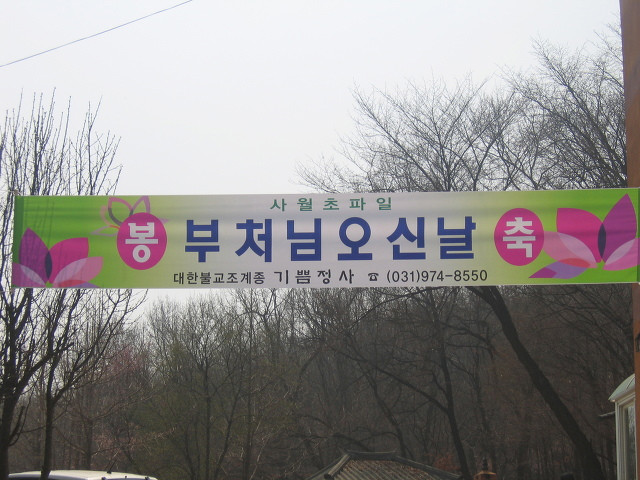 사월초파일
봉 부처님오신날 축
대한불교조계종 기쁨정사 ☎ (031)974-8550